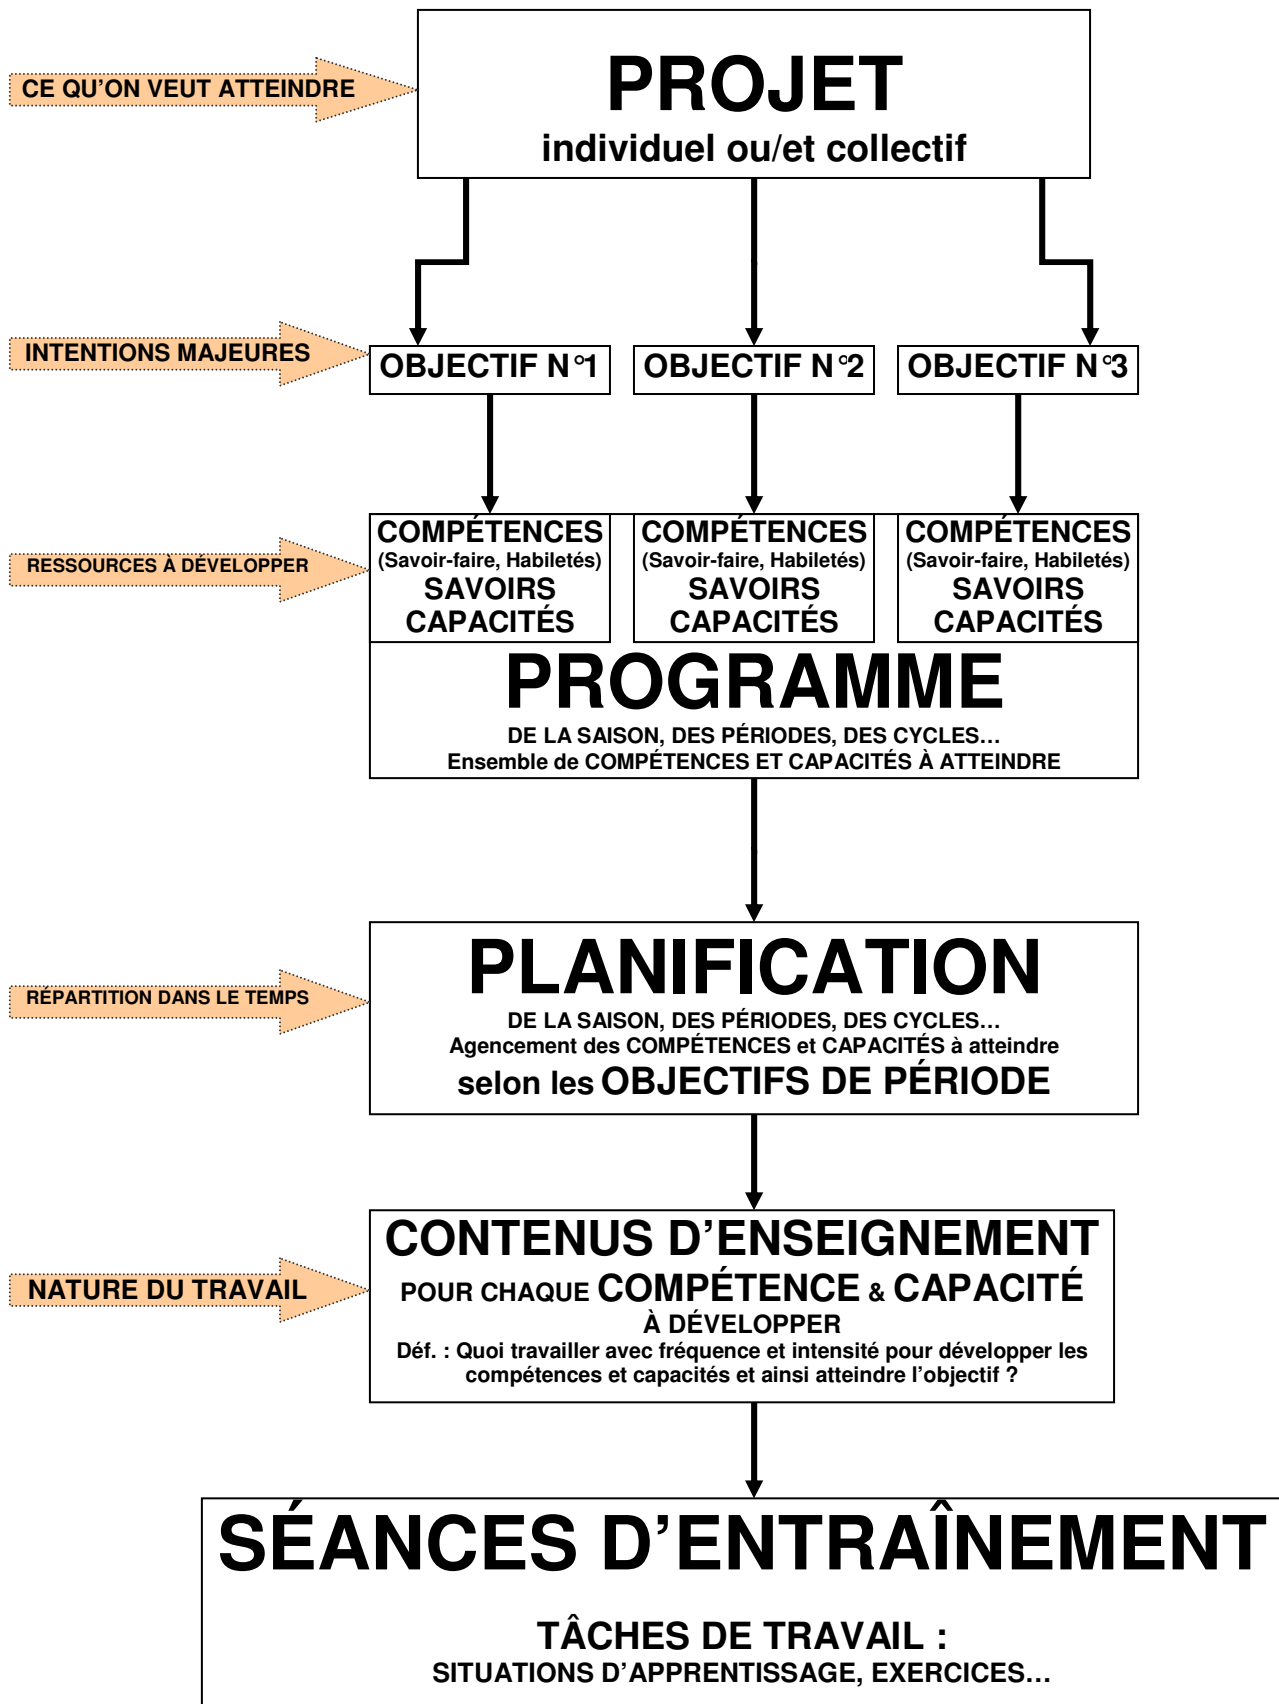 PROJET
CE QU'ON VEUT ATTEINDRE
individuel ou/et collectif
INTENTIONS MAJEURES
OBJECTIF N°1
OBJECTIF N°2
OBJECTIF N°3
RESSOURCES À DÉVELOPPER
COMPÉTENCES
(Savoir-faire, Habiletés)
SAVOIRS
CAPACITÉS
COMPÉTENCES
(Savoir-faire, Habiletés)
SAVOIRS
CAPACITÉS
COMPÉTENCES
(Savoir-faire, Habiletés)
SAVOIRS
CAPACITÉS
PROGRAMME
DE LA SAISON, DES PÉRIODES, DES CYCLES…
Ensemble de COMPÉTENCES ET CAPACITÉS À ATTEINDRE
PLANIFICATION
RÉPARTITION DANS LE TEMPS
DE LA SAISON, DES PÉRIODES, DES CYCLES…
Agencement des COMPÉTENCES et CAPACITÉS à atteindre
selon les OBJECTIFS DE PÉRIODE
CONTENUS D'ENSEIGNEMENT
NATURE DU TRAVAIL
POUR CHAQUE COMPÉTENCE & CAPACITÉ
À DÉVELOPPER
Déf. : Quoi travailler avec fréquence et intensité pour développer les
compétences et capacités et ainsi atteindre l'objectif ?
SÉANCES D'ENTRAÎNEMENT
TÂCHES DE TRAVAIL :
SITUATIONS D'APPRENTISSAGE, EXERCICES…